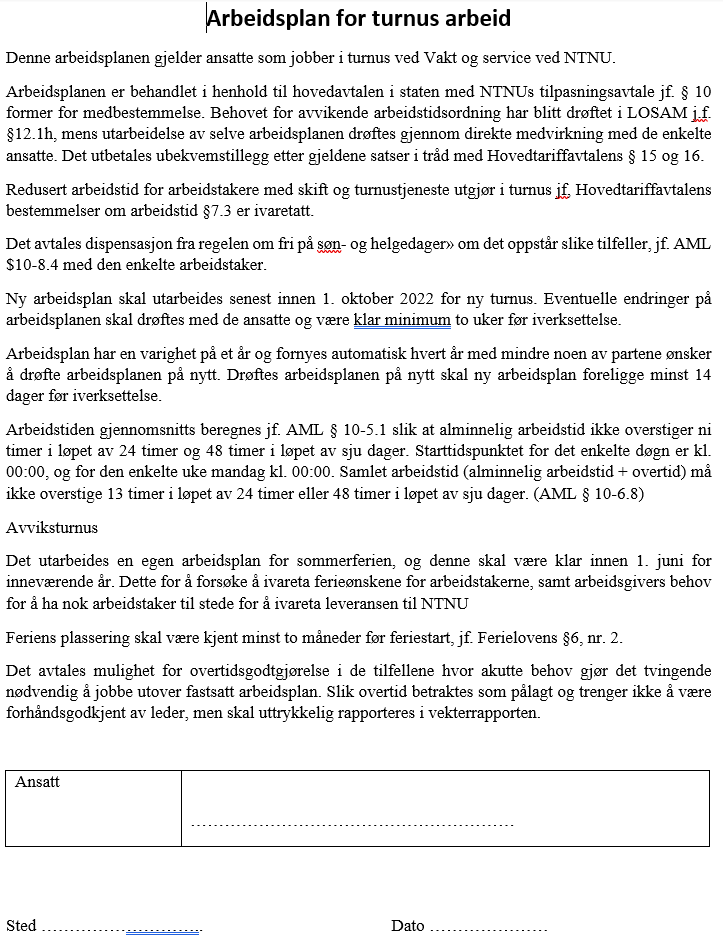 Arbeidsplan for turnus arbeid
Denne arbeidsplanen gjelder ansatte som jobber i turnus ved Vakt og service ved NTNU.
Arbeidsplanen er behandlet i henhold til hovedavtalen i staten med NTNUs tilpasningsavtale jf. § 10
former for medbestemmelse. Behovet for avvikende arbeidstidsordning har blitt drøftet i LOSAM j.f.
§12.1h, mens utarbeidelse av selve arbeidsplanen drøftes gjennom direkte medvirkning med de enkelte
ansatte. Det utbetales ubekvemstillegg etter gjeldene satser i tråd med Hovedtariffavtalens § 15 og 16.
Redusert arbeidstid for arbeidstakere med skift og turnustjeneste utgjør i turnus jf. Hovedtariffavtalens
bestemmelser om arbeidstid §7.3 er ivaretatt.
Det avtales dispensasjon fra regelen om fri på søn- og helgedager» om det oppstår slike tilfeller, jf. AML
$10-8.4 med den enkelte arbeidstaker.
Ny arbeidsplan skal utarbeides senest innen 1. oktober 2022 for ny turnus. Eventuelle endringer på
arbeidsplanen skal drøftes med de ansatte og være klar minimum to uker før iverksettelse.
Arbeidsplan har en varighet på et år og fornyes automatisk hvert år med mindre noen av partene ønsker
å drøfte arbeidsplanen på nytt. Drøftes arbeidsplanen på nytt skal ny arbeidsplan foreligge minst 14
dager før iverksettelse.
Arbeidstiden gjennomsnitts beregnes jf. AML § 10-5.1 slik at alminnelig arbeidstid ikke overstiger ni
timer i løpet av 24 timer og 48 timer i løpet av sju dager. Starttidspunktet for det enkelte døgn er kl.
00:00, og for den enkelte uke mandag kl. 00:00. Samlet arbeidstid (alminnelig arbeidstid + overtid) må
ikke overstige 13 timer i løpet av 24 timer eller 48 timer i løpet av sju dager. (AML § 10-6.8)
Avviksturnus
Det utarbeides en egen arbeidsplan for sommerferien, og denne skal være klar innen 1. juni for
inneværende år. Dette for å forsøke å ivareta ferieønskene for arbeidstakerne, samt arbeidsgivers behov
for å ha nok arbeidstaker til stede for å ivareta leveransen til NTNU
Feriens plassering skal være kjent minst to måneder før feriestart, jf. Ferielovens §6, nr. 2.
Det avtales mulighet for overtidsgodtgjørelse i de tilfellene hvor akutte behov gjør det tvingende
nødvendig å jobbe utover fastsatt arbeidsplan. Slik overtid betraktes som pålagt og trenger ikke å være
forhåndsgodkjent av leder, men skal uttrykkelig rapporteres i vekterrapporten.
Ansatt
……………………………………………………
Sted ……………………….. Dato …………………